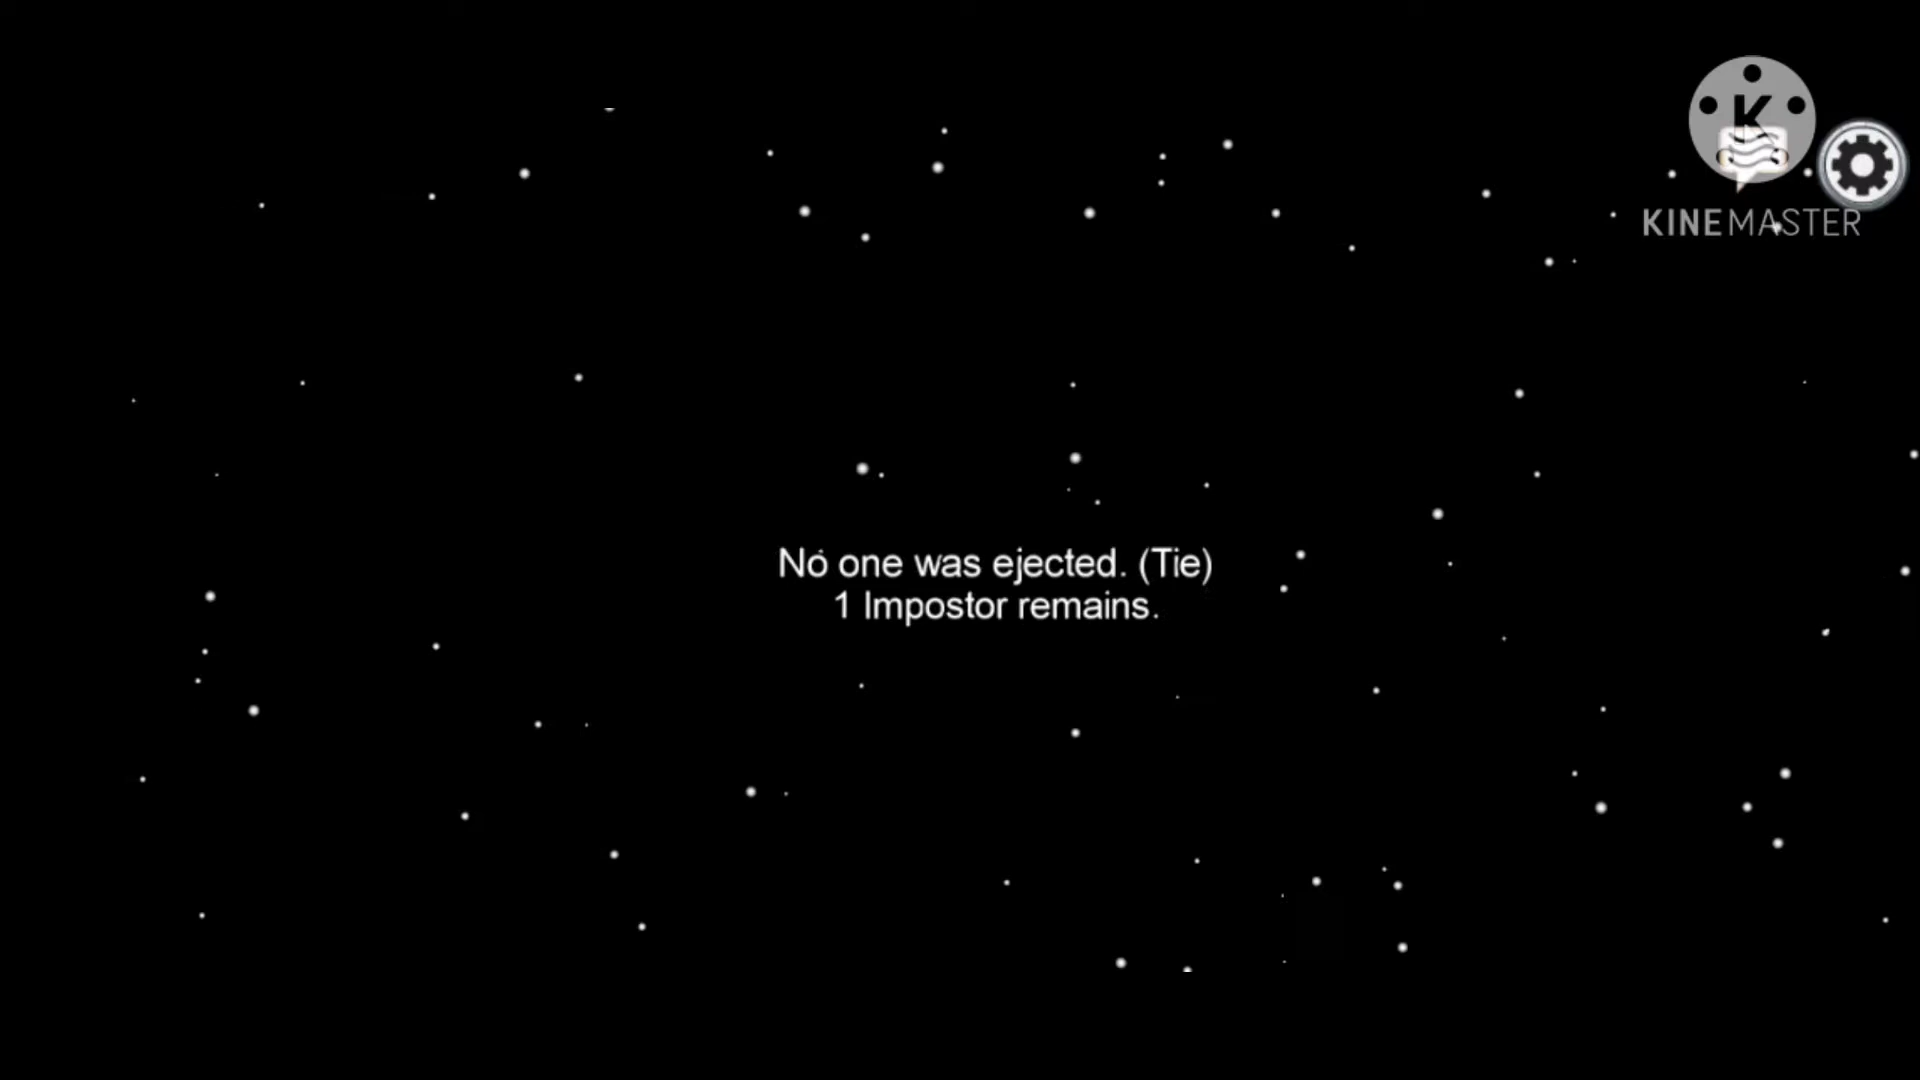 K
KINEMASTER
No one was ejected. (Tie)
1 Impostor remains.